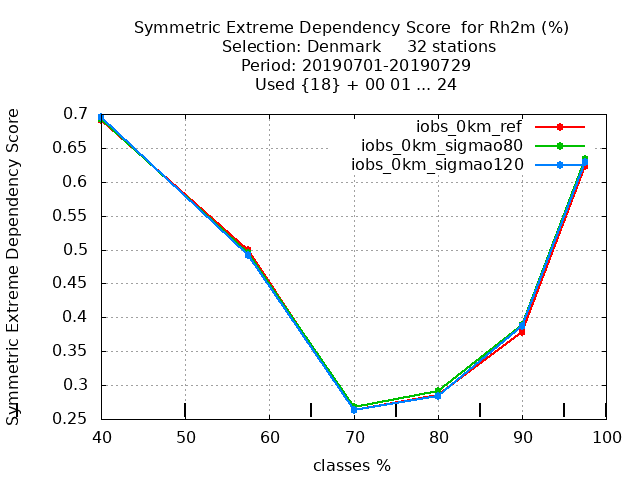 Symmetric Extreme Dependency Score for Rh2m (%)
Selection: Denmark 32 stations
Period: 20190701-20190729
Used {18} + 00 01 ... 24
Symmetric Extreme Dependency Score
0.7
0.65
0.6
0.55
0.5
0.45
0.4
0.35
0.3
0.25
iobs_0km_ref
iobs_0km_sigmao80
iobs_0km_sigmao120
40 50 60 70 80 90 100
classes %